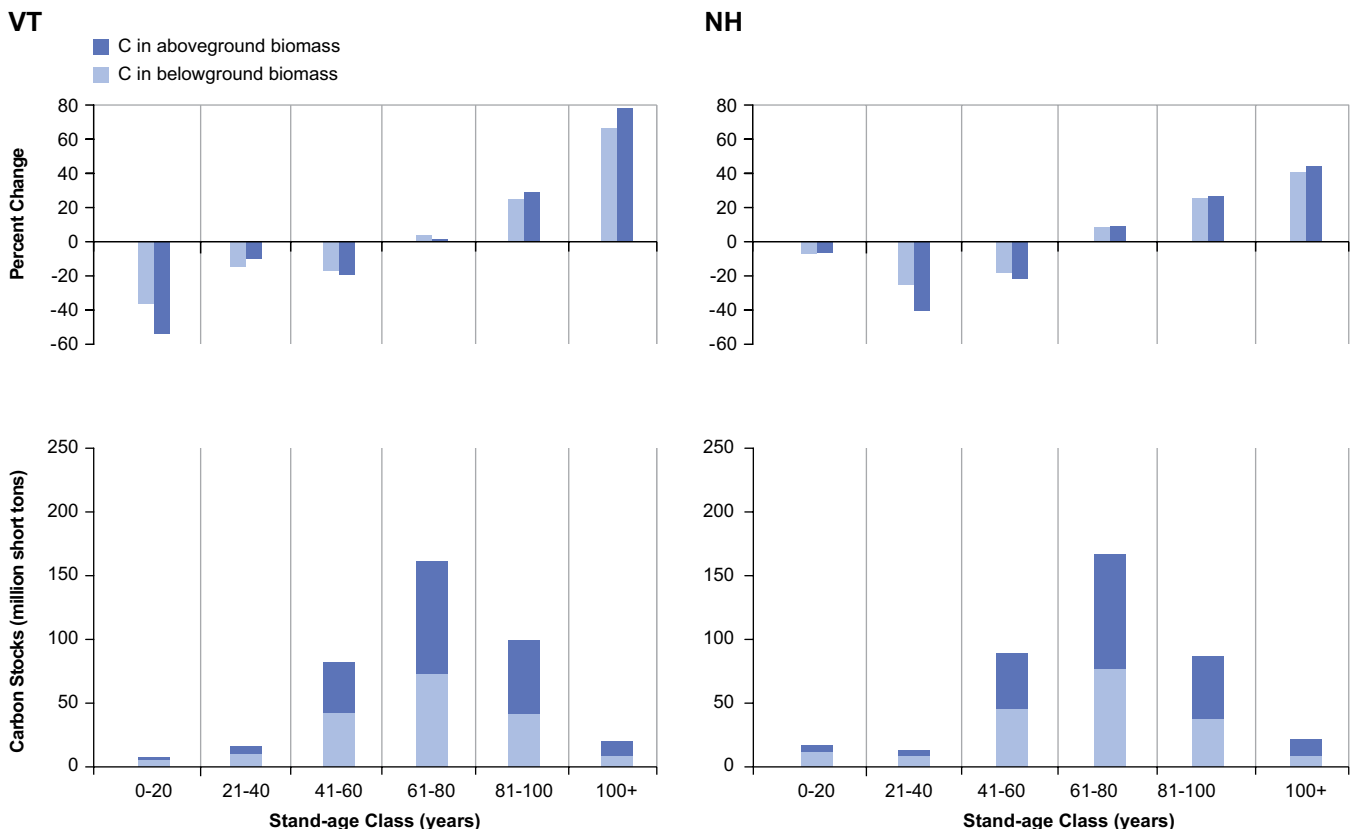 VT
NH
C in aboveground biomass
C in belowground biomass
Percent Change
80
60
40
20
0
-20
-40
-60
80
60
40
20
0
-20
-40
-60
Carbon Stocks (million short tons)
250
200
150
100
50
0
250
200
150
100
50
0
0-20 21-40 41-60 61-80 81-100 100+
0-20 21-40 41-60 61-80 81-100 100+
Stand-age Class (years)
Stand-age Class (years)